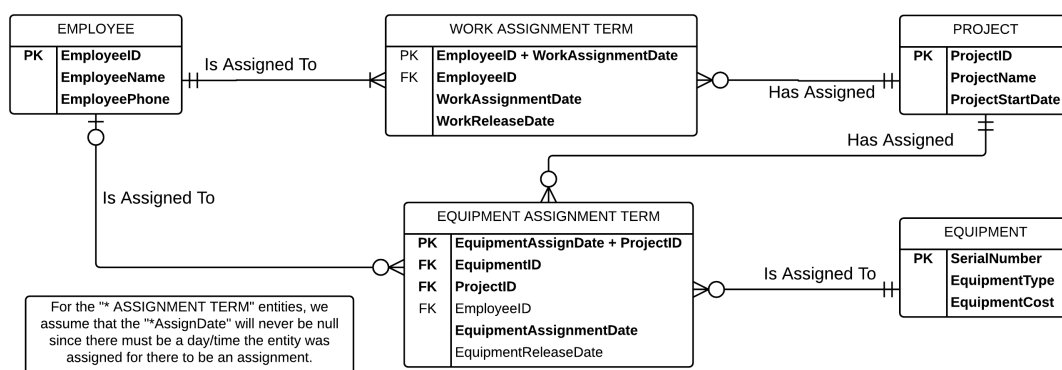 EMPLOYEE
PK EmployeeID
EmployeeName
EmployeePhone
Is Assigned To
WORK ASSIGNMENT TERM
PK EmployeeID + WorkAssignmentDate
FK EmployeeID
WorkAssignmentDate
WorkReleaseDate
Has Assigned
PROJECT
PK ProjectID
ProjectName
ProjectStartDate
Has Assigned
Is Assigned To
EQUIPMENT ASSIGNMENT TERM
PK EquipmentAssignDate + ProjectID
FK EquipmentID
FK ProjectID
FK EmployeeID
EquipmentAssignmentDate
EquipmentReleaseDate
Is Assigned To
EQUIPMENT
PK SerialNumber
EquipmentType
EquipmentCost
For the "* ASSIGNMENT TERM" entities, we
assume that the "*AssignDate" will never be null
since there must be a day/time the entity was
assigned for there to be an assignment.